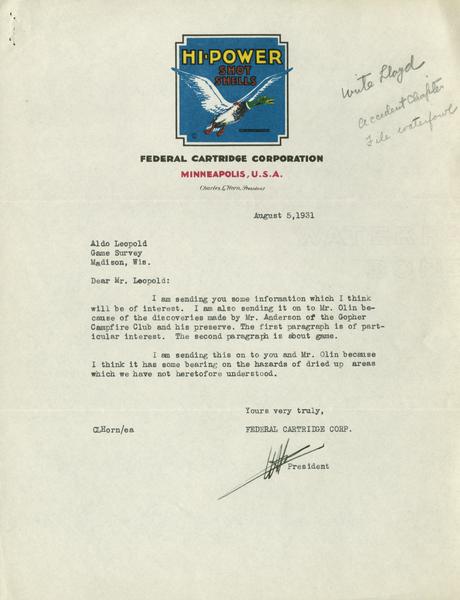 HI-POWER
SHOT
SHELLS
Write Lloyd
Accident Chapter
File waterfowl
FEDERAL CARTRIDGE CORPORATION
MINNEAPOLIS, U.S.A.
Charles L. Horn, President
August 5,1931
Aldo Leopold
Game Survey
Madison, Wis.
Dear Mr. Leopold:
I am sending you some information which I think
will be of interest. I am also sending it on to Mr. Olin be-
cause of the discoveries made by Mr. Anderson of the Gopher
Campfire Club and his preserve. The first paragraph is of part-
icular interest. The second paragraph is about game.
I am sending this on to you and Mr. Olin because
I think it has some bearing on the hazards of dried up areas
which we have not heretofore understood.
Yours very truly,
CLHorn/ea
FEDERAL CARTRIDGE CORP.
President